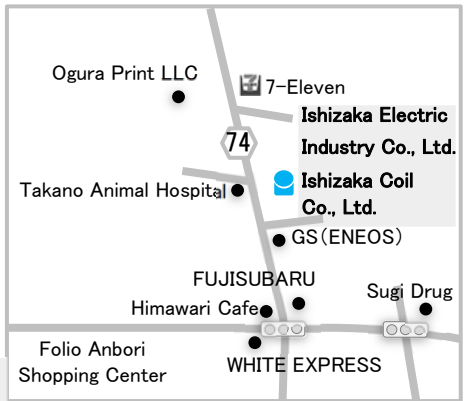 Ogura Print LLC
7-Eleven
Ishizaka Electric
Industry Co., Ltd.
74
Ishizaka Coil
Co., Ltd.
Takano Animal Hospital
GS(ENEOS)
FUJISUBARU
Sugi Drug
Himawari Cafe
Folio Anbori
Shopping Center
WHITE EXPRESS